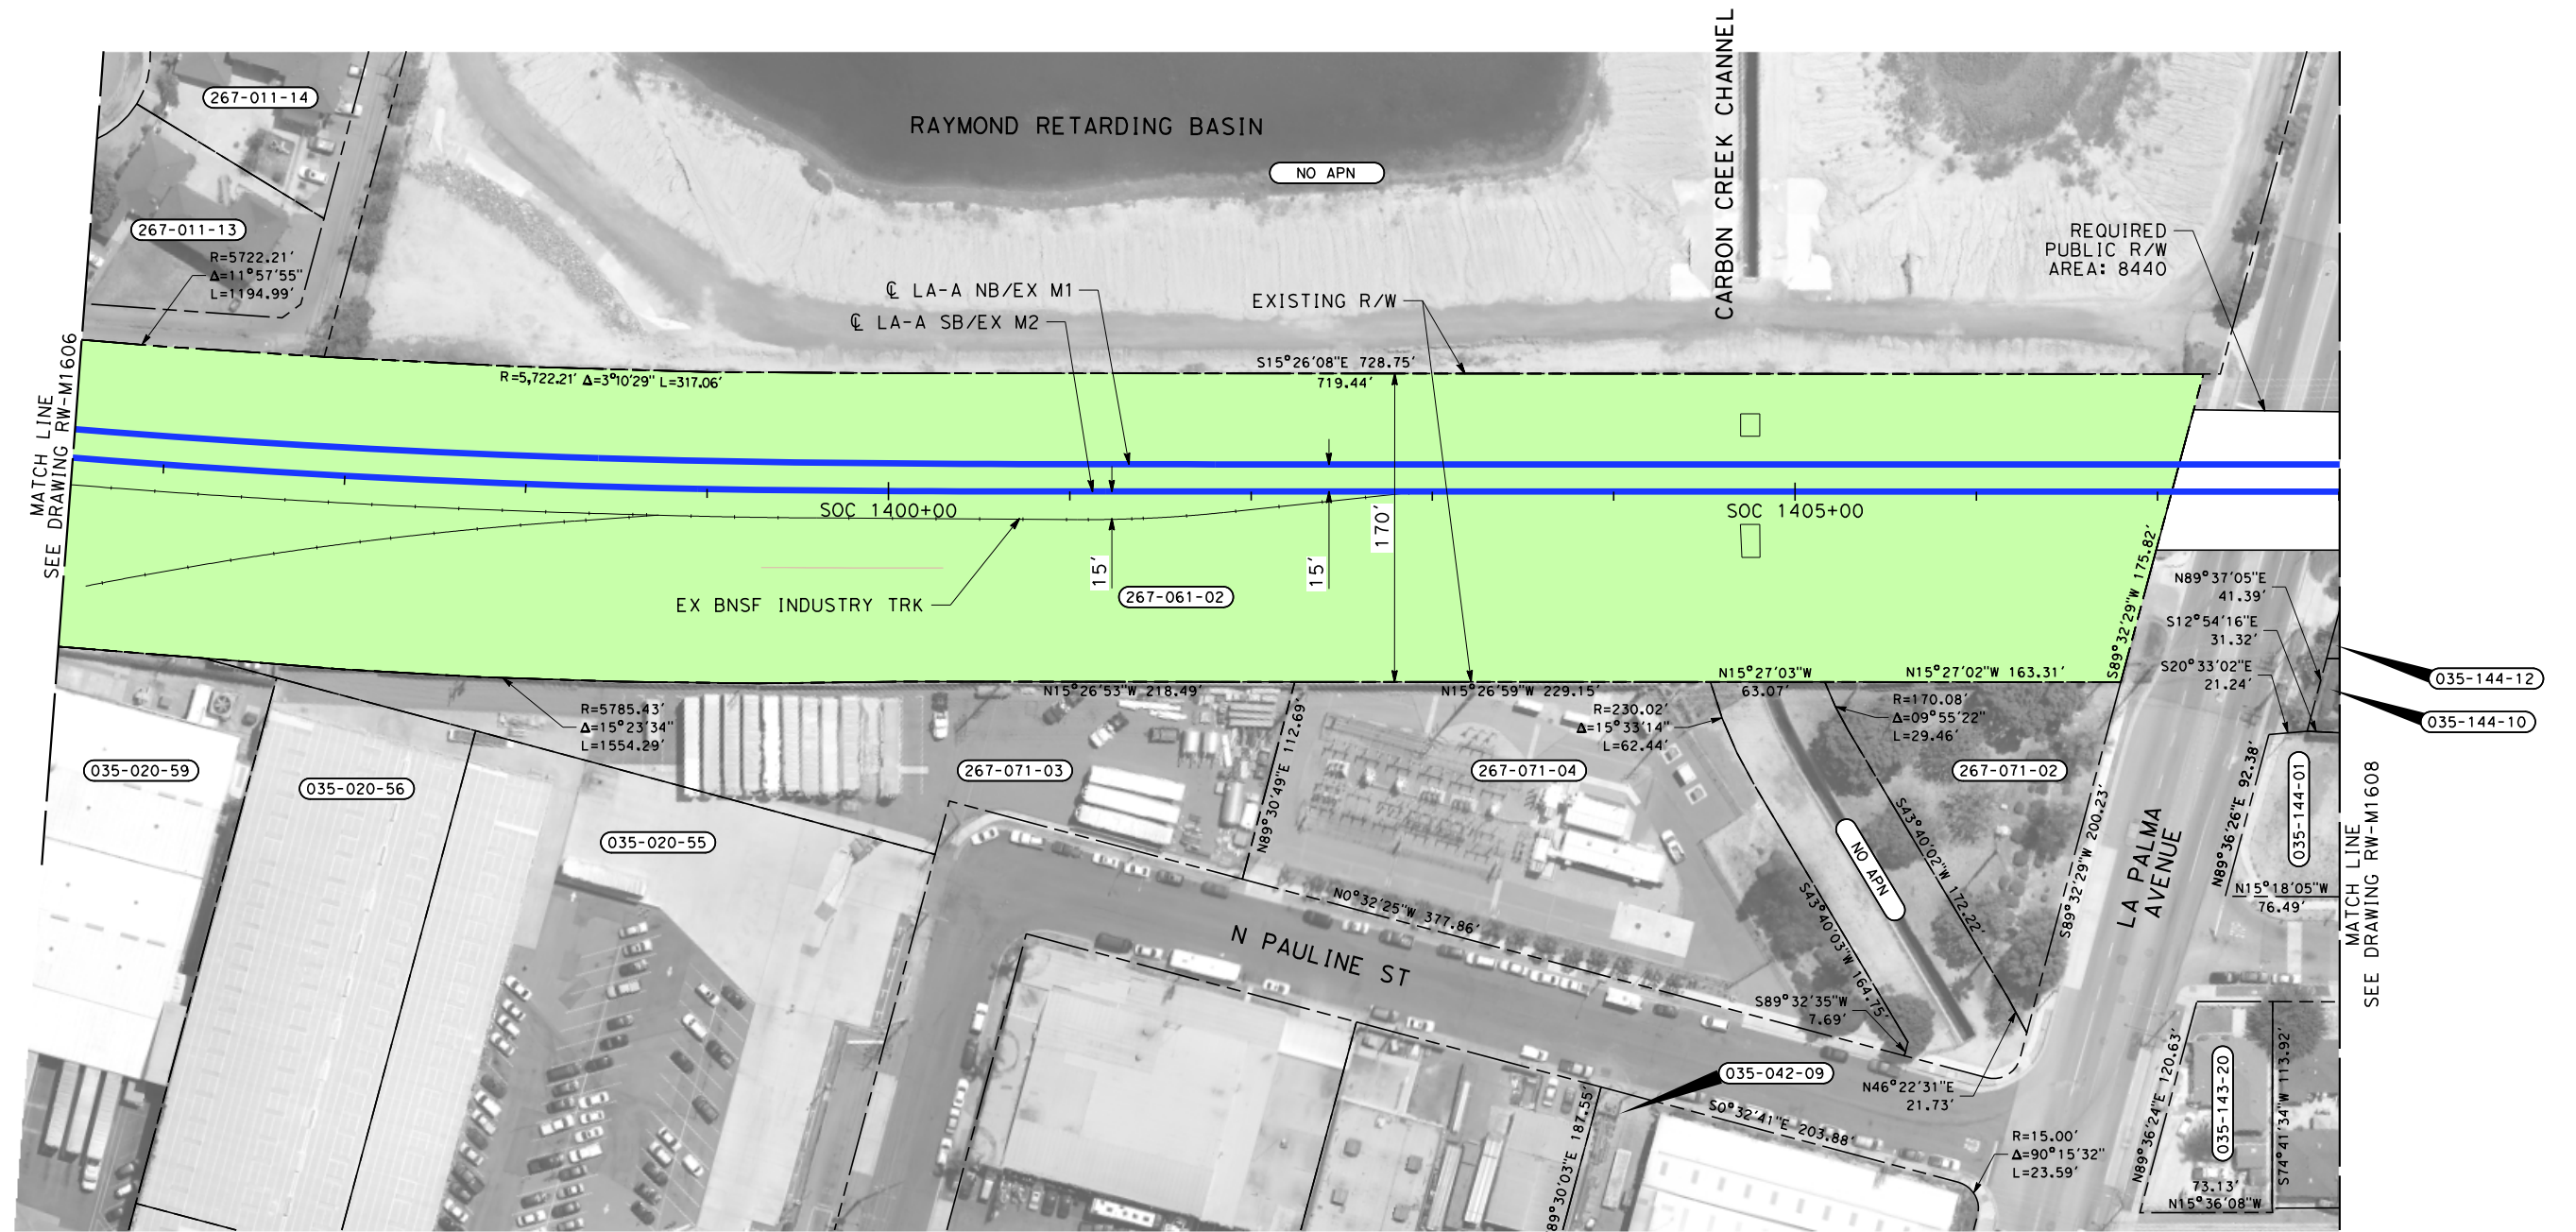 CARBON CREEK CHANNEL
267-011-14
RAYMOND RETARDING BASIN
NO APN
267-011-13
R=5722.21′
Δ=11°57′55"
L=1194.99′
REQUIRED
PUBLIC R/W
AREA: 8440
℄ LA-A NB/EX M1
℄ LA-A SB/EX M2
EXISTING R/W
MATCH LINE
SEE DRAWING RW-M1606
R=5,722.21′ Δ=3°10′29" L=317.06′
S15°26′08"E 728.75′
719.44′
SOC 1400+00
SOC 1405+00
170′
15′
15′
EX BNSF INDUSTRY TRK
267-061-02
S89°32′29"W 175.82′
N89°37′05"E
41.39′
S12°54′16"E
31.32′
S20°33′02"E
21.24′
035-144-12
035-144-10
N15°26′53"W 218.49′
N15°26′59"W 229.15′
N15°27′03"W
63.07′
N15°27′02"W 163.31′
R=5785.43′
Δ=15°23′34"
L=1554.29′
N89°30′49"E 112.69′
R=230.02′
Δ=15°33′14"
L=62.44′
R=170.08′
Δ=09°55′22"
L=29.46′
035-020-59
035-020-56
035-020-55
267-071-03
267-071-04
267-071-02
NO APN
S43°40′02"W 172.22′
S43°40′03"W 164.75′
S89°32′29"W 200.23′
LA PALMA
AVENUE
N89°36′26"E 92.38′
035-144-01
N15°18′05"W
76.49′
MATCH LINE
SEE DRAWING RW-M1608
N0°32′25"W 377.86′
N PAULINE ST
S89°32′35"W
7.69′
035-042-09
N46°22′31"E
21.73′
S0°32′41"E 203.88′
89°30′03"E 187.55′
R=15.00′
Δ=90°15′32"
L=23.59′
N89°36′24"E 120.63′
035-143-20
S74°41′34"W 113.92′
73.13′
N15°36′08"W